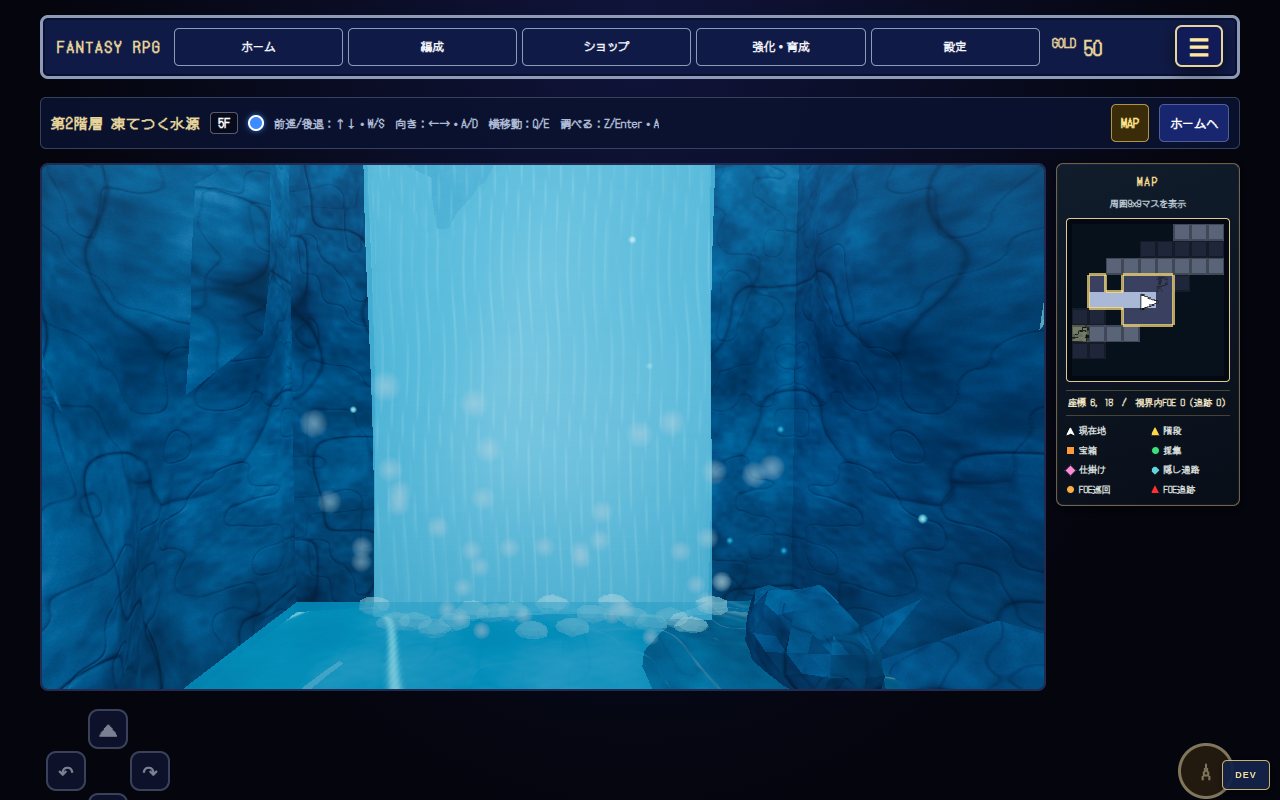 FANTASY RPG
ホーム
編成
ショップ
強化・育成
設定
GOLD 50
第2階層 凍てつく水源
5F
前進/後退：↑↓・W/S 向き：←→・A/D 横移動：Q/E 調べる：Z/Enter・A
MAP
ホームへ
MAP
周囲9x9マスを表示
座標 6, 18 / 視界内FOE 0（追跡 0）
現在地
階段
宝箱
採集
仕掛け
隠し通路
FOE巡回
FOE追跡
A
DEV